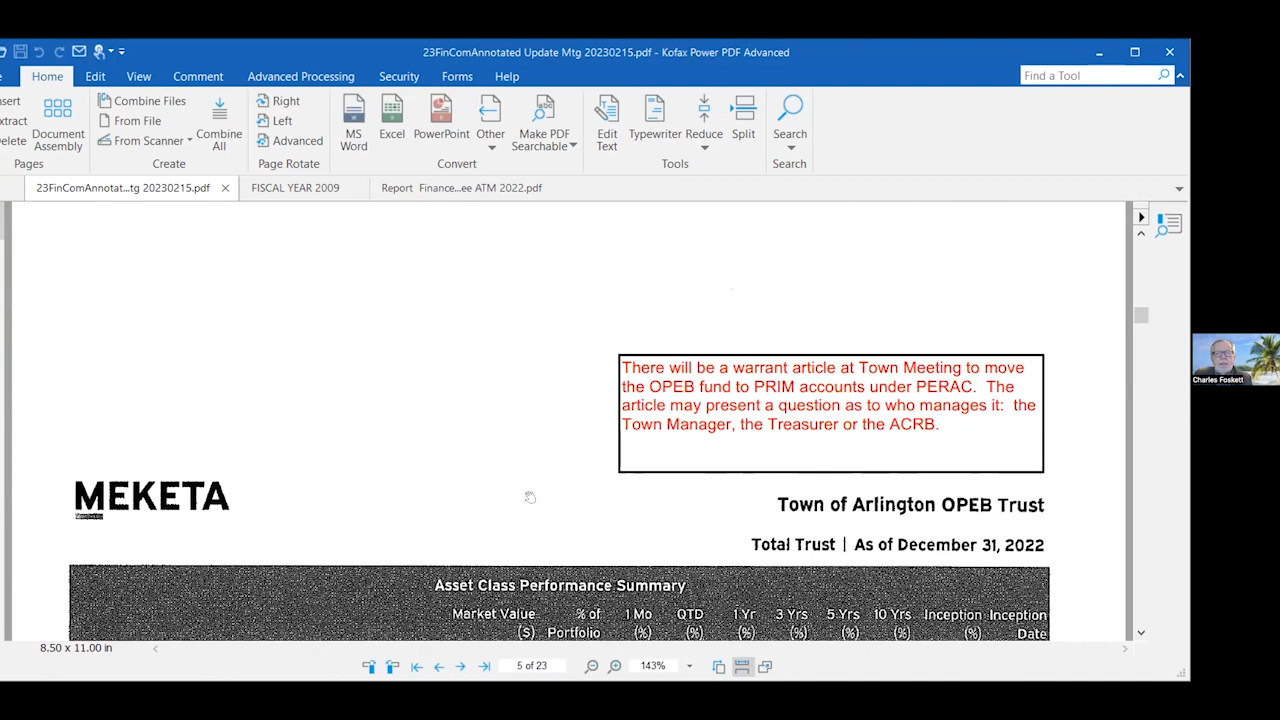 23FinComAnnotated Update Mtg 20230215.pdf - Kofax Power PDF Advanced
Home Edit View Comment Advanced Processing Security Forms Help
Find a Tool
Document Assembly
Pages
Combine Files
From File
From Scanner
Combine All
Create
Right
Left
Advanced
Page Rotate
MS Word
Excel
PowerPoint
Other
Make PDF Searchable
Convert
Edit Text
Typewriter
Reduce
Split
Tools
Search
Search
23FinComAnnotat...tg 20230215.pdf
FISCAL YEAR 2009
Report Finance...ee ATM 2022.pdf
There will be a warrant article at Town Meeting to move
the OPEB fund to PRIM accounts under PERAC. The
article may present a question as to who manages it: the
Town Manager, the Treasurer or the ACRB.
MEKETA
Town of Arlington OPEB Trust
Total Trust | As of December 31, 2022
Asset Class Performance Summary
Market Value % of 1 Mo QTD 1 Yr 3 Yrs 5 Yrs 10 Yrs Inception Inception
($) Portfolio (%) (%) (%) (%) (%) (%) (%) Date
Charles Foskett
8.50 x 11.00 in
5 of 23
143%